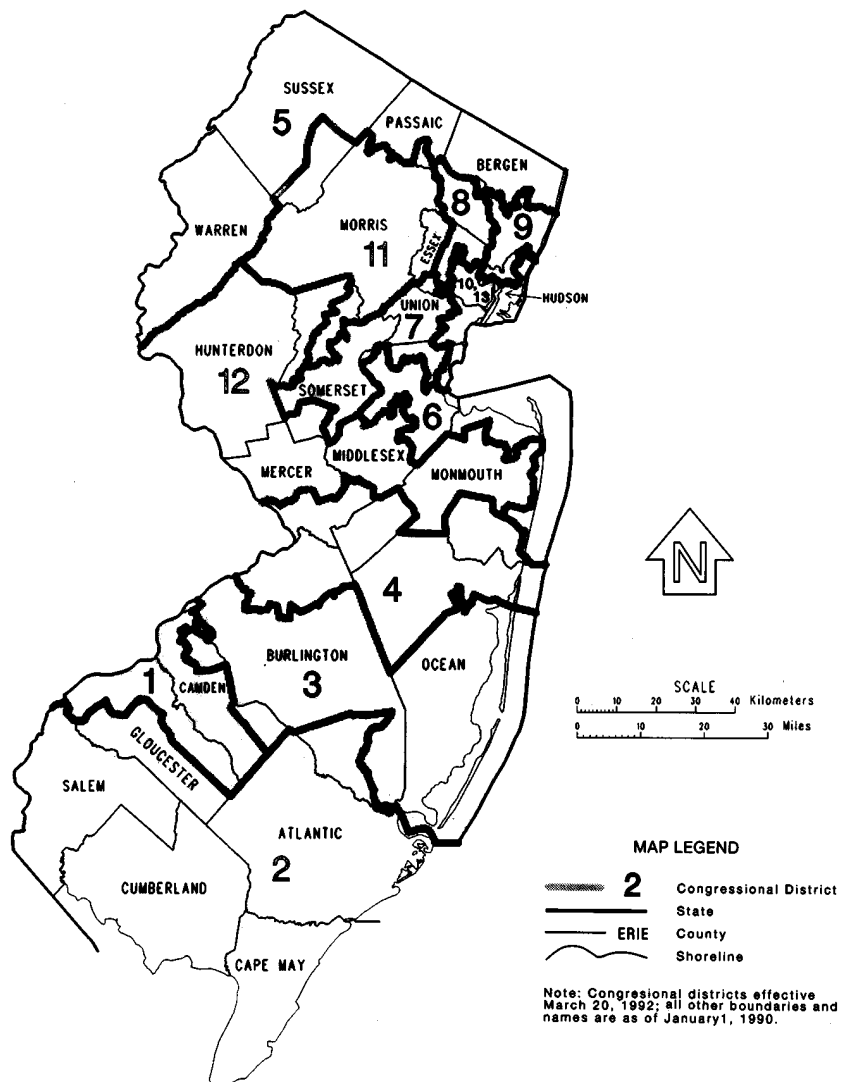 SUSSEX
5
PASSAIC
BERGEN
8
WARREN
MORRIS
9
11
ESSEX
10
13
HUDSON
UNION
7
HUNTERDON
12
SOMERSET
6
MIDDLESEX
MERCER
MONMOUTH
N
4
BURLINGTON
OCEAN
3
1
CAMDEN
SCALE
0 10 20 30 40 Kilometers
0 10 20 30 Miles
GLOUCESTER
SALEM
ATLANTIC
2
CUMBERLAND
CAPE MAY
MAP LEGEND
2 Congressional District
State
ERIE County
Shoreline
Note: Congresional districts effective
March 20, 1992; all other boundaries and
names are as of January1, 1990.